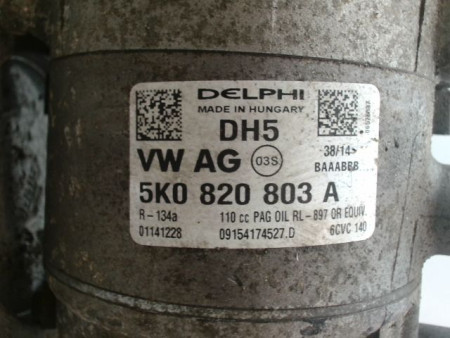 DELPHI
MADE IN HUNGARY
DH5
VW AG 03S 38/14>
BAAABBB
5K0 820 803 A
R-134a 110 cc PAG OIL RL-897 OR EQUIV.
01141228 09154174527.D 6CVC 140